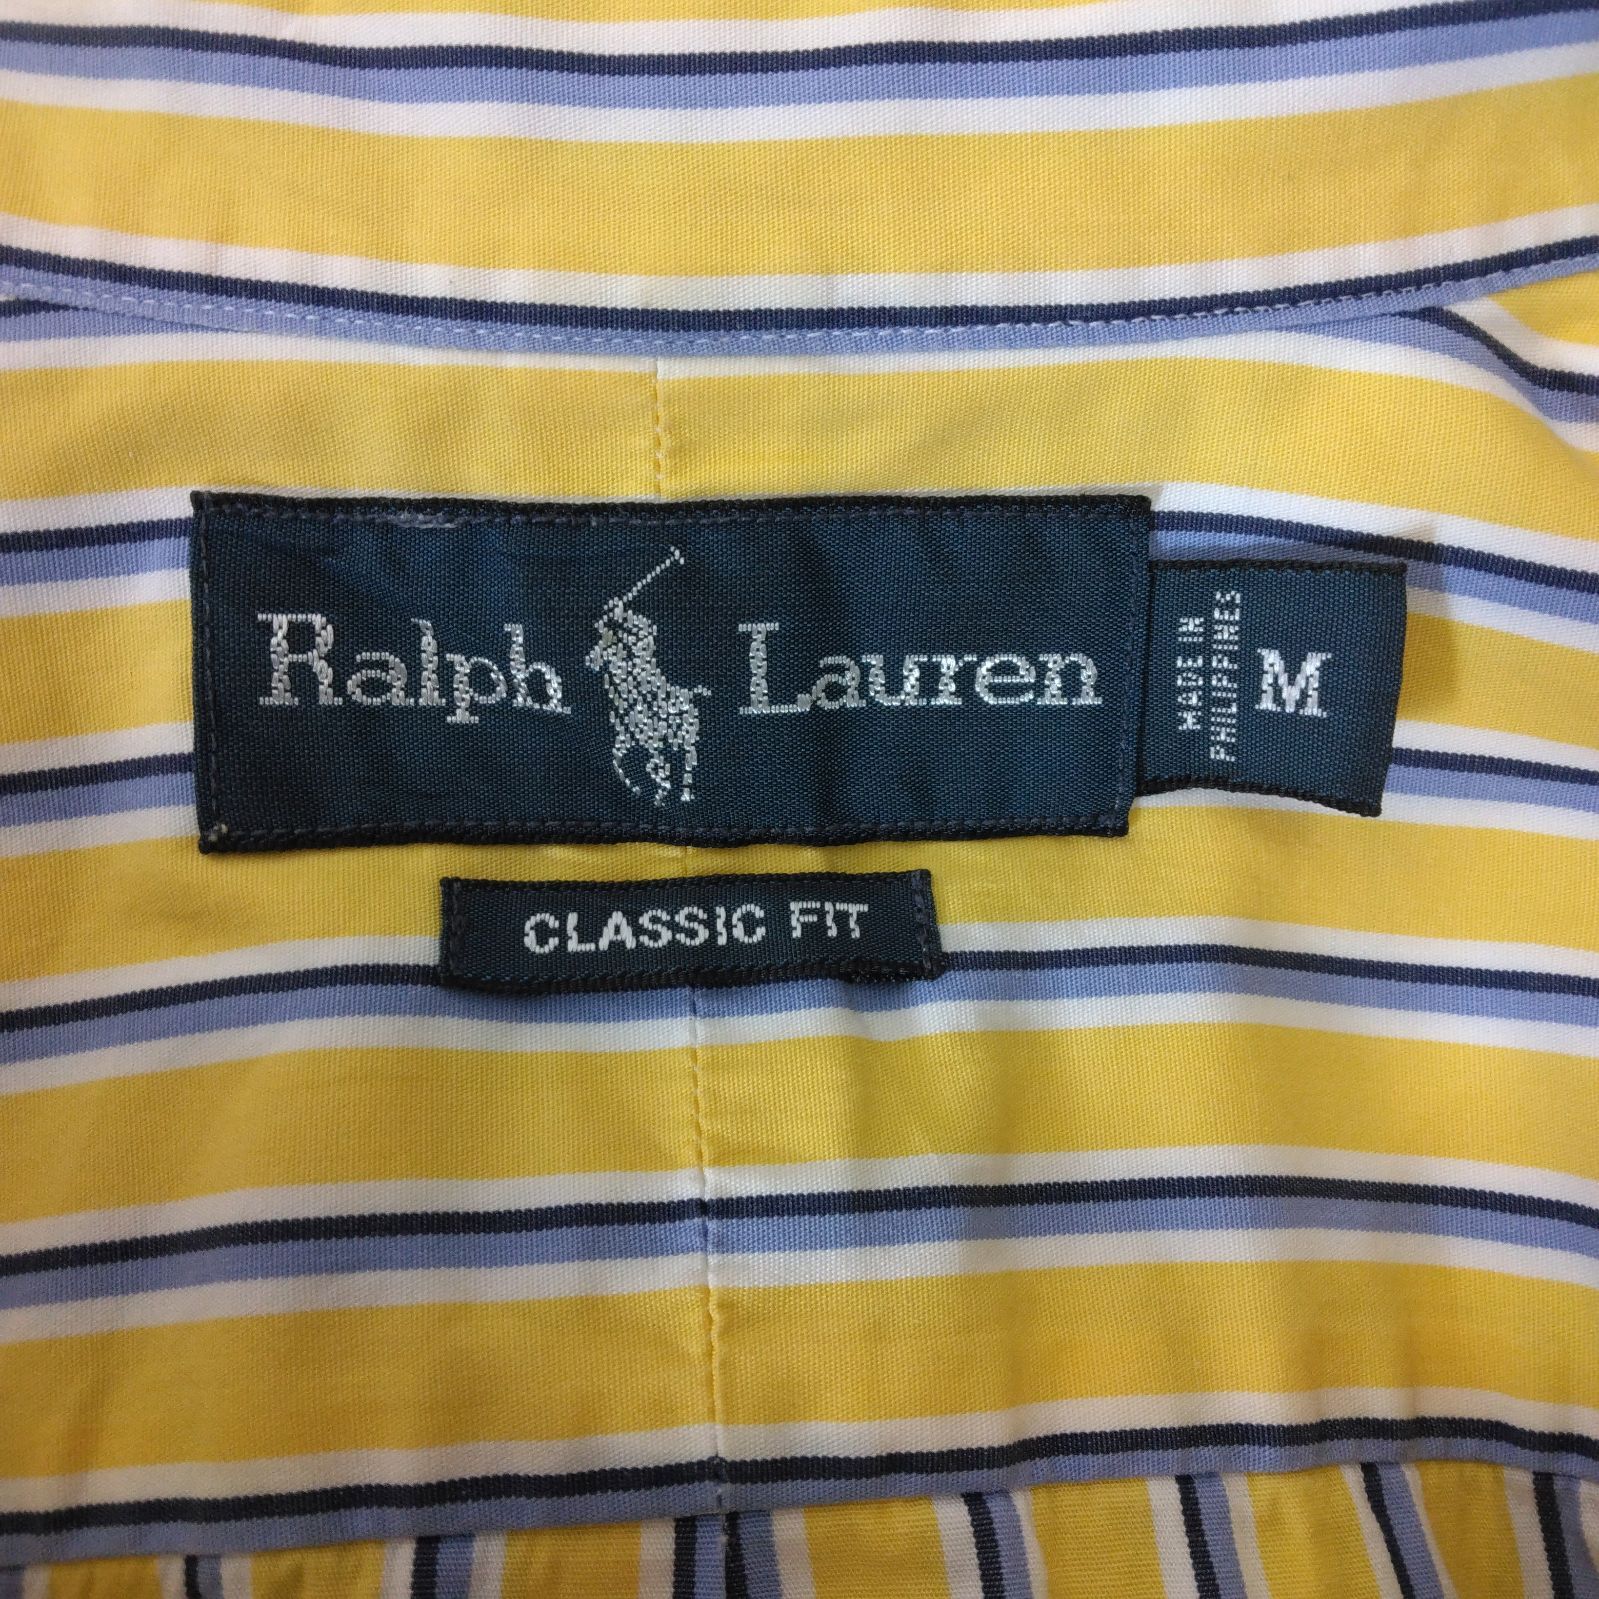 Ralph Lauren
MADE IN
PHILIPPINES
M
CLASSIC FIT